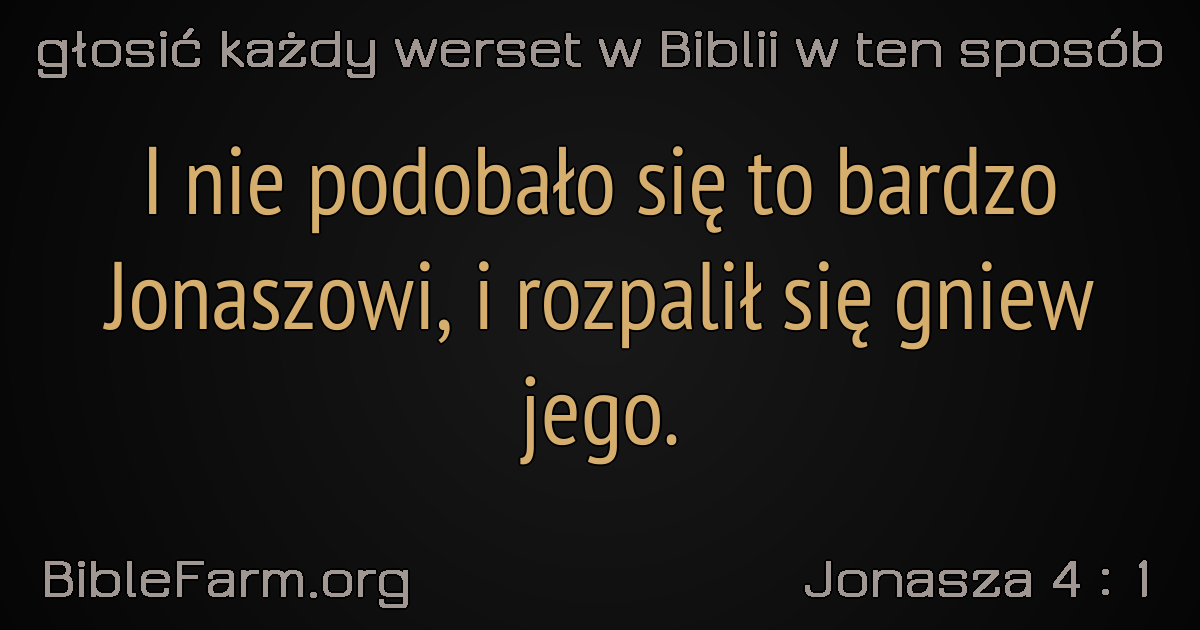 głosić każdy werset w Biblii w ten sposób
I nie podobało się to bardzo
Jonaszowi, i rozpalił się gniew
jego.
BibleFarm.org
Jonasza 4 : 1